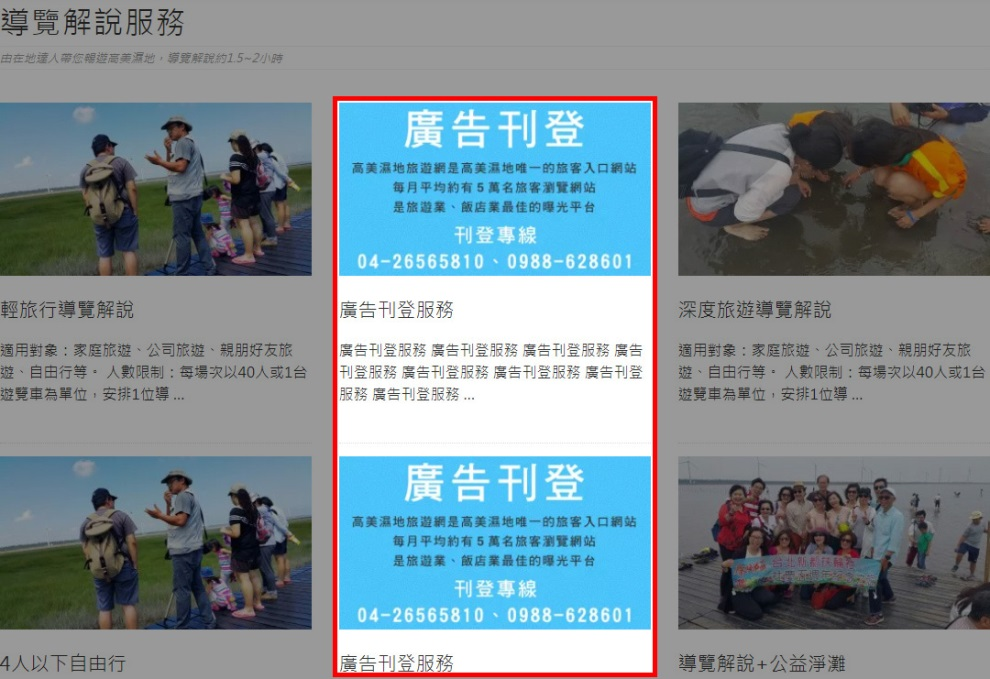 導覽解說服務
由在地達人帶您暢遊高美濕地，導覽解說約1.5~2小時
廣告刊登
高美濕地旅遊網是高美濕地唯一的旅客入口網站
每月平均約有 5 萬名旅客瀏覽網站
是旅遊業、飯店業最佳的曝光平台
刊登專線
04-26565810、0988-628601
輕旅行導覽解說
適用對象：家庭旅遊、公司旅遊、親朋好友旅
遊、自由行等。 人數限制：每場次以40人或1台
遊覽車為單位，安排1位導 ...
廣告刊登服務
廣告刊登服務 廣告刊登服務 廣告刊登服務 廣告
刊登服務 廣告刊登服務 廣告刊登服務 廣告刊登
服務 廣告刊登服務 ...
深度旅遊導覽解說
適用對象：家庭旅遊、公司旅遊、親朋好友旅
遊、自由行等。 人數限制：每場次以40人或1台
遊覽車為單位，安排1位導 ...
廣告刊登
高美濕地旅遊網是高美濕地唯一的旅客入口網站
每月平均約有 5 萬名旅客瀏覽網站
是旅遊業、飯店業最佳的曝光平台
刊登專線
04-26565810、0988-628601
4人以下自由行
廣告刊登服務
導覽解說+公益淨灘